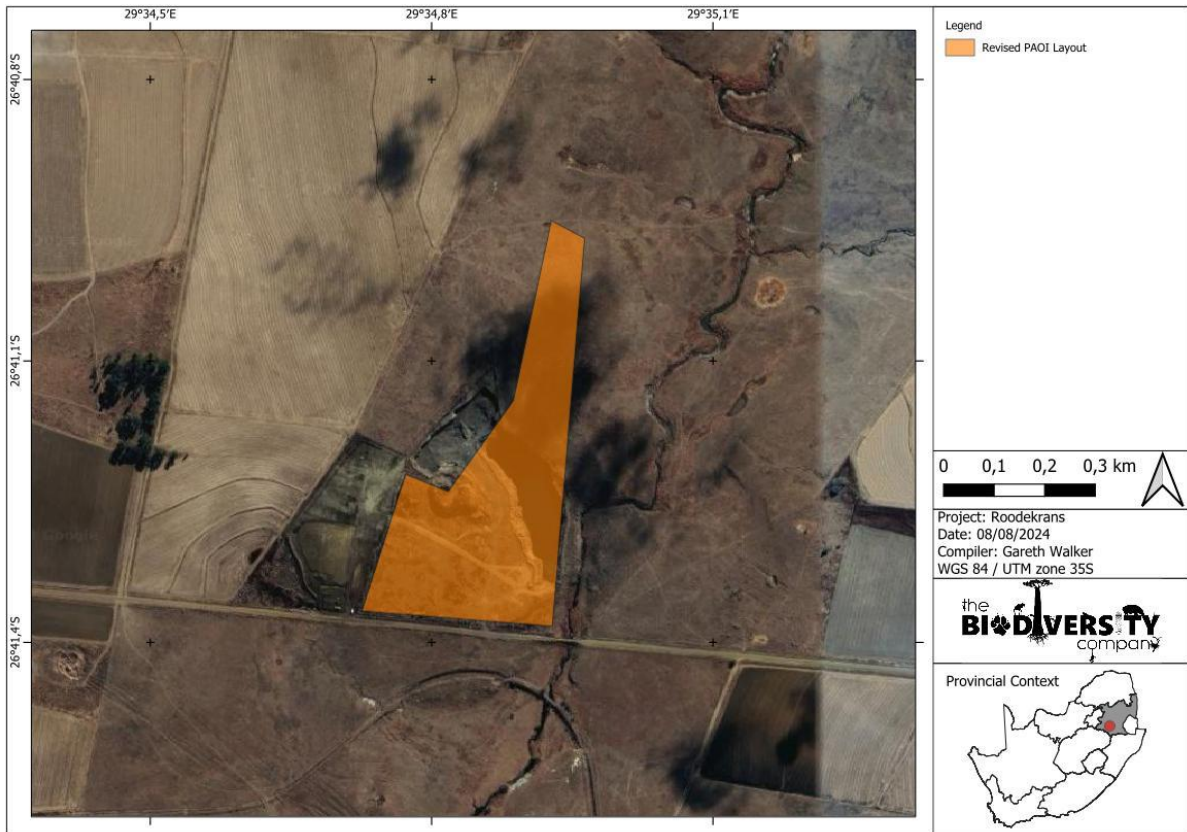 29°34,5'E
29°34,8'E
29°35,1'E
26°40,8'S
26°41,1'S
26°41,4'S
Legend
Revised PAOI Layout
0 0,1 0,2 0,3 km
Project: Roodekrans
Date: 08/08/2024
Compiler: Gareth Walker
WGS 84 / UTM zone 35S
the
BIODIVERSITY
company
Provincial Context